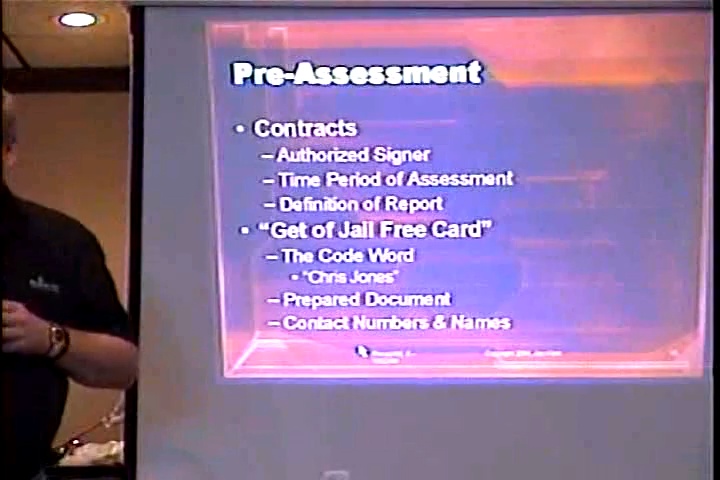 Pre-Assessment
• Contracts
– Authorized Signer
– Time Period of Assessment
– Definition of Report
• “Get of Jail Free Card”
– The Code Word
• “Chris Jones”
– Prepared Document
– Contact Numbers & Names